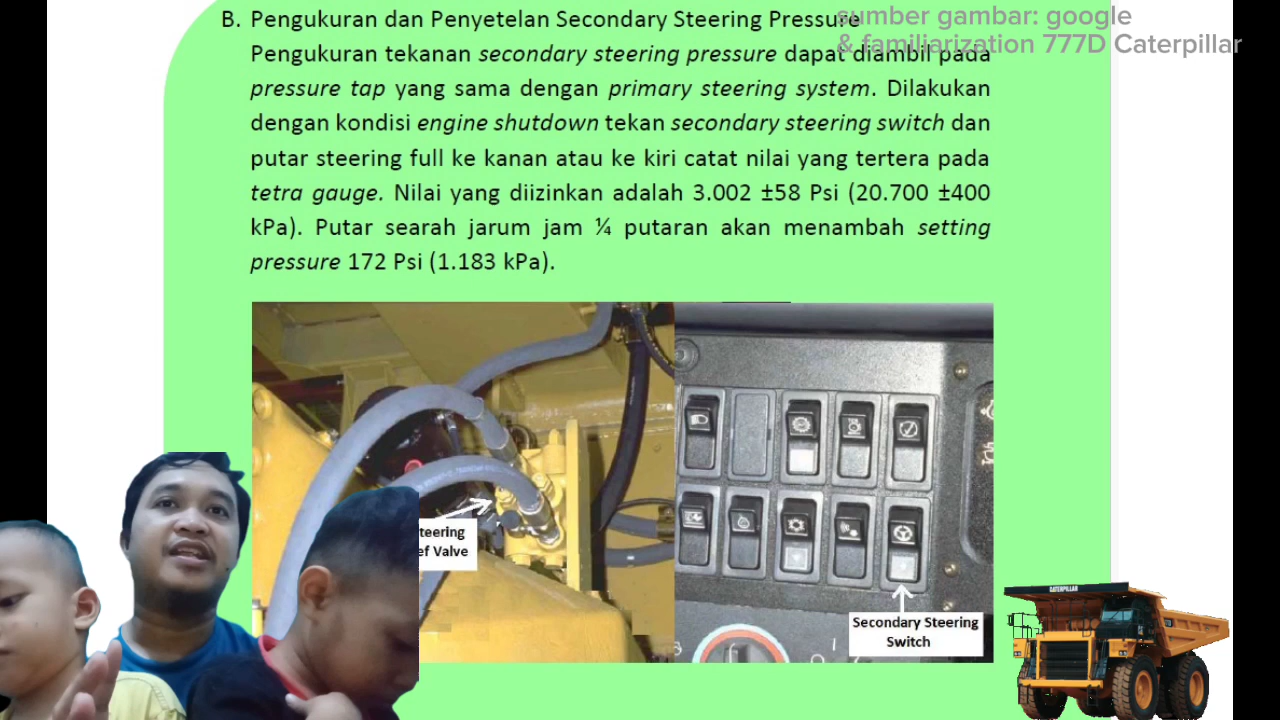 B. Pengukuran dan Penyetelan Secondary Steering Pressure
sumber gambar: google
& familiarization 777D Caterpillar
Pengukuran tekanan secondary steering pressure dapat diambil pada
pressure tap yang sama dengan primary steering system. Dilakukan
dengan kondisi engine shutdown tekan secondary steering switch dan
putar steering full ke kanan atau ke kiri catat nilai yang tertera pada
tetra gauge. Nilai yang diizinkan adalah 3.002 ±58 Psi (20.700 ±400
kPa). Putar searah jarum jam ¼ putaran akan menambah setting
pressure 172 Psi (1.183 kPa).
teering
ef Valve
Secondary Steering
Switch
CATERPILLAR